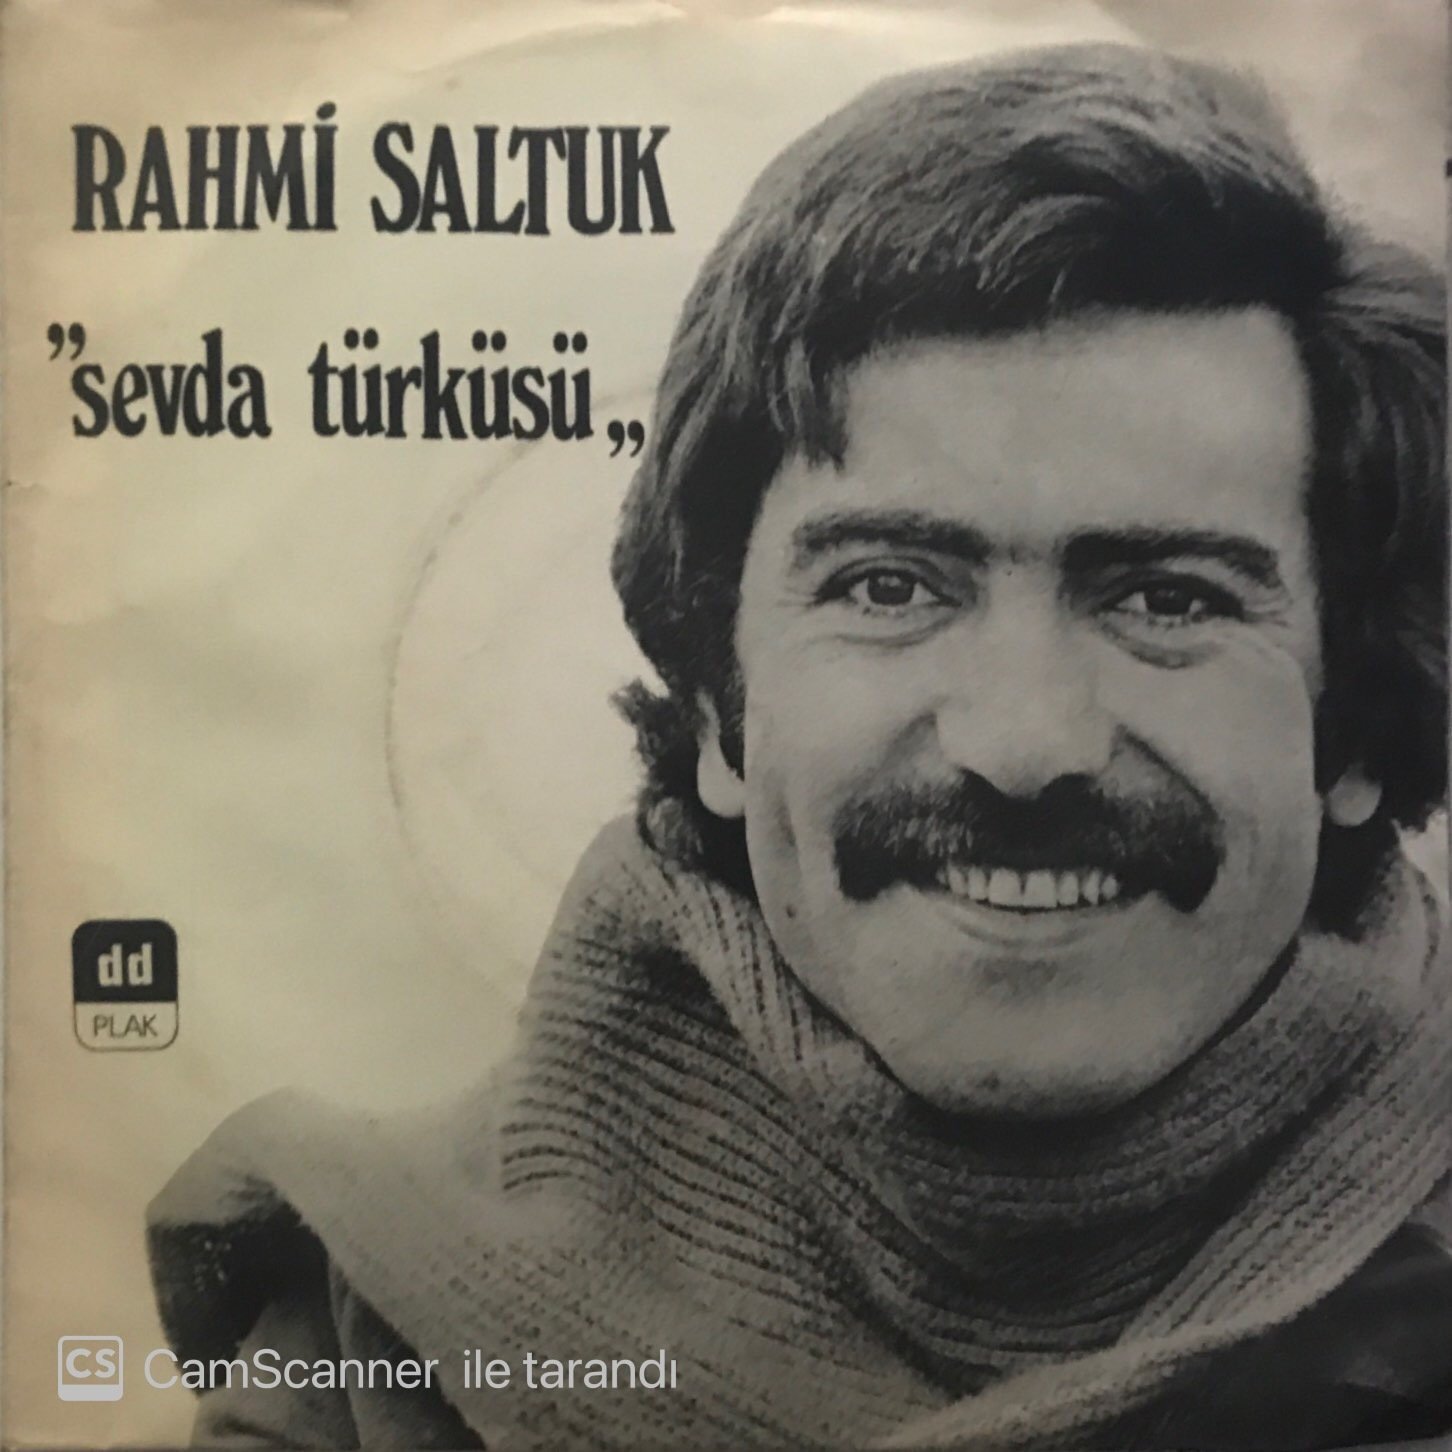 RAHMİ SALTUK
”sevda türküsü„
dd
PLAK
CS CamScanner ile tarandı